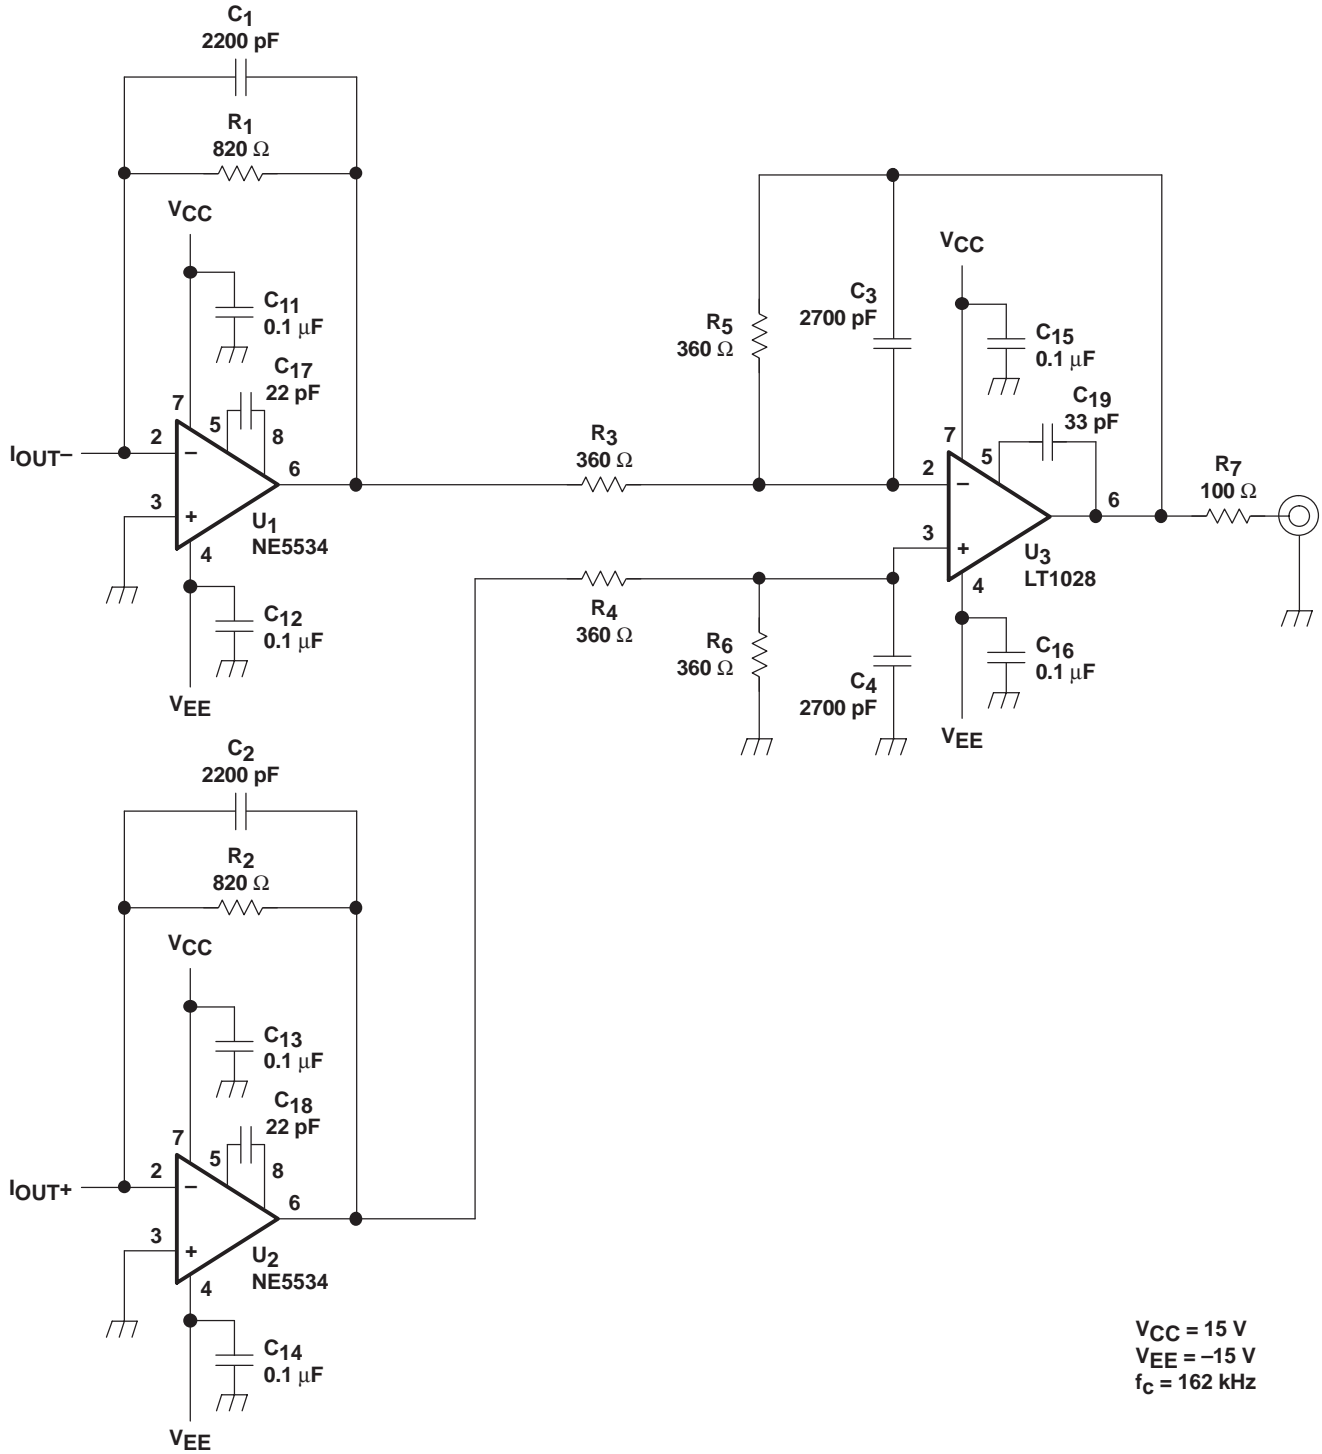 C1
2200 pF
R1
820 Ω
VCC
C11
0.1 μF
C17
22 pF
7
5
8
2
IOUT–
–
6
3
+
U1
NE5534
4
C12
0.1 μF
VEE
R3
360 Ω
R5
360 Ω
C3
2700 pF
VCC
C15
0.1 μF
C19
33 pF
7
5
2
–
6
R7
100 Ω
3
+
U3
LT1028
4
R4
360 Ω
R6
360 Ω
C4
2700 pF
C16
0.1 μF
VEE
C2
2200 pF
R2
820 Ω
VCC
C13
0.1 μF
C18
22 pF
7
5
8
2
IOUT+
–
6
3
+
U2
NE5534
4
C14
0.1 μF
VEE
VCC = 15 V
VEE = –15 V
fc = 162 kHz